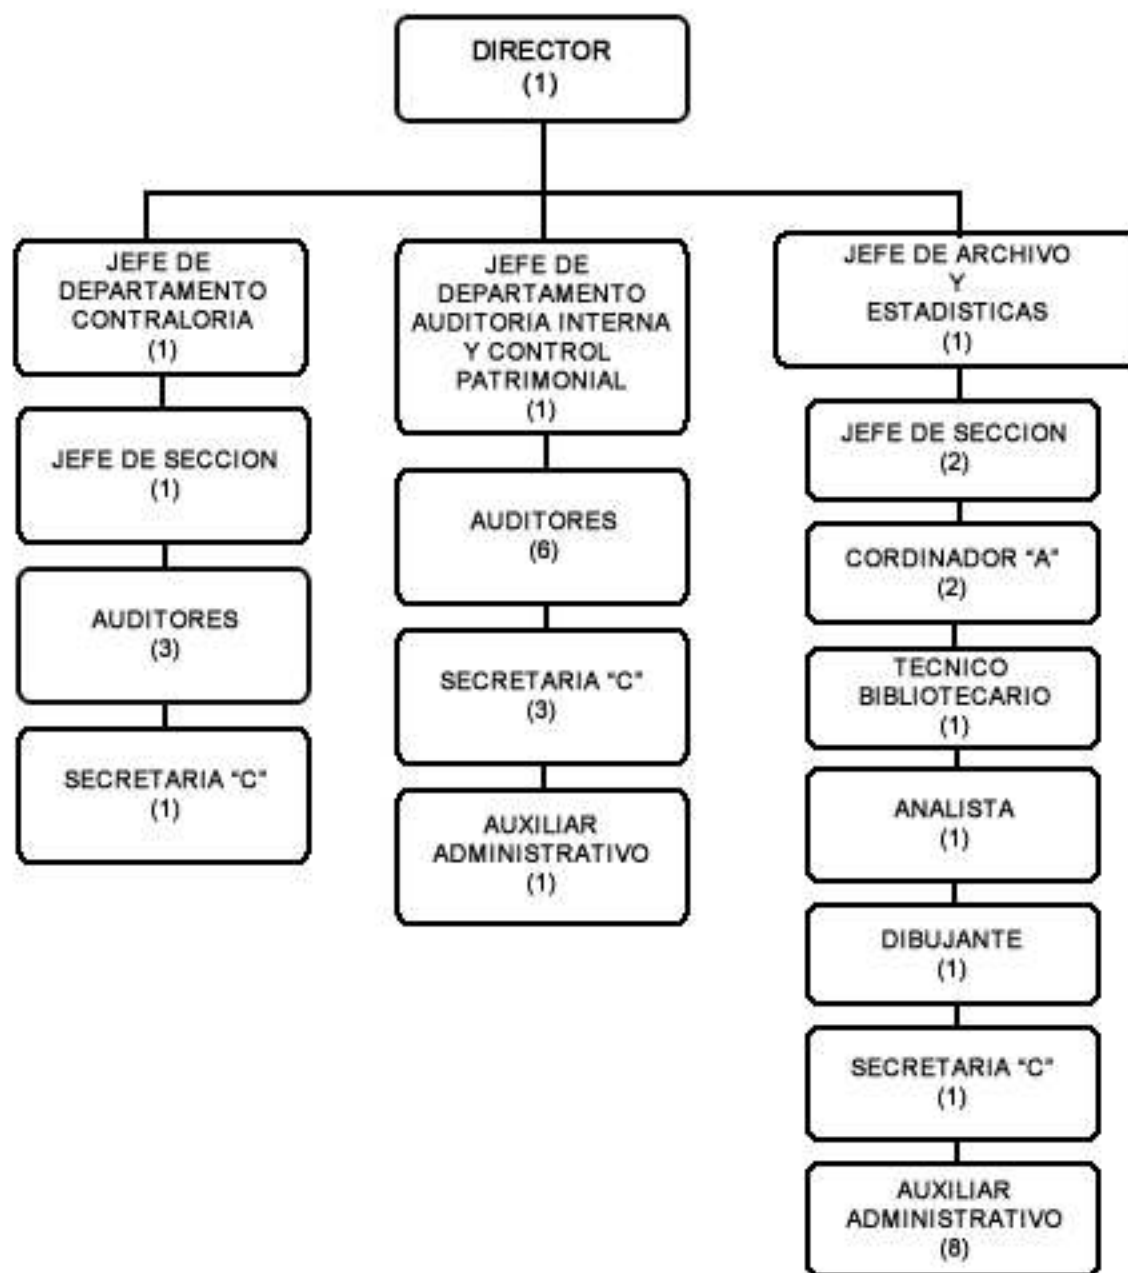 DIRECTOR
(1)
JEFE DE
DEPARTAMENTO
CONTRALORIA
(1)
JEFE DE SECCION
(1)
AUDITORES
(3)
SECRETARIA "C"
(1)
JEFE DE
DEPARTAMENTO
AUDITORIA INTERNA
Y CONTROL
PATRIMONIAL
(1)
AUDITORES
(6)
SECRETARIA "C"
(3)
AUXILIAR
ADMINISTRATIVO
(1)
JEFE DE ARCHIVO
Y
ESTADISTICAS
(1)
JEFE DE SECCION
(2)
CORDINADOR "A"
(2)
TECNICO
BIBLIOTECARIO
(1)
ANALISTA
(1)
DIBUJANTE
(1)
SECRETARIA "C"
(1)
AUXILIAR
ADMINISTRATIVO
(8)